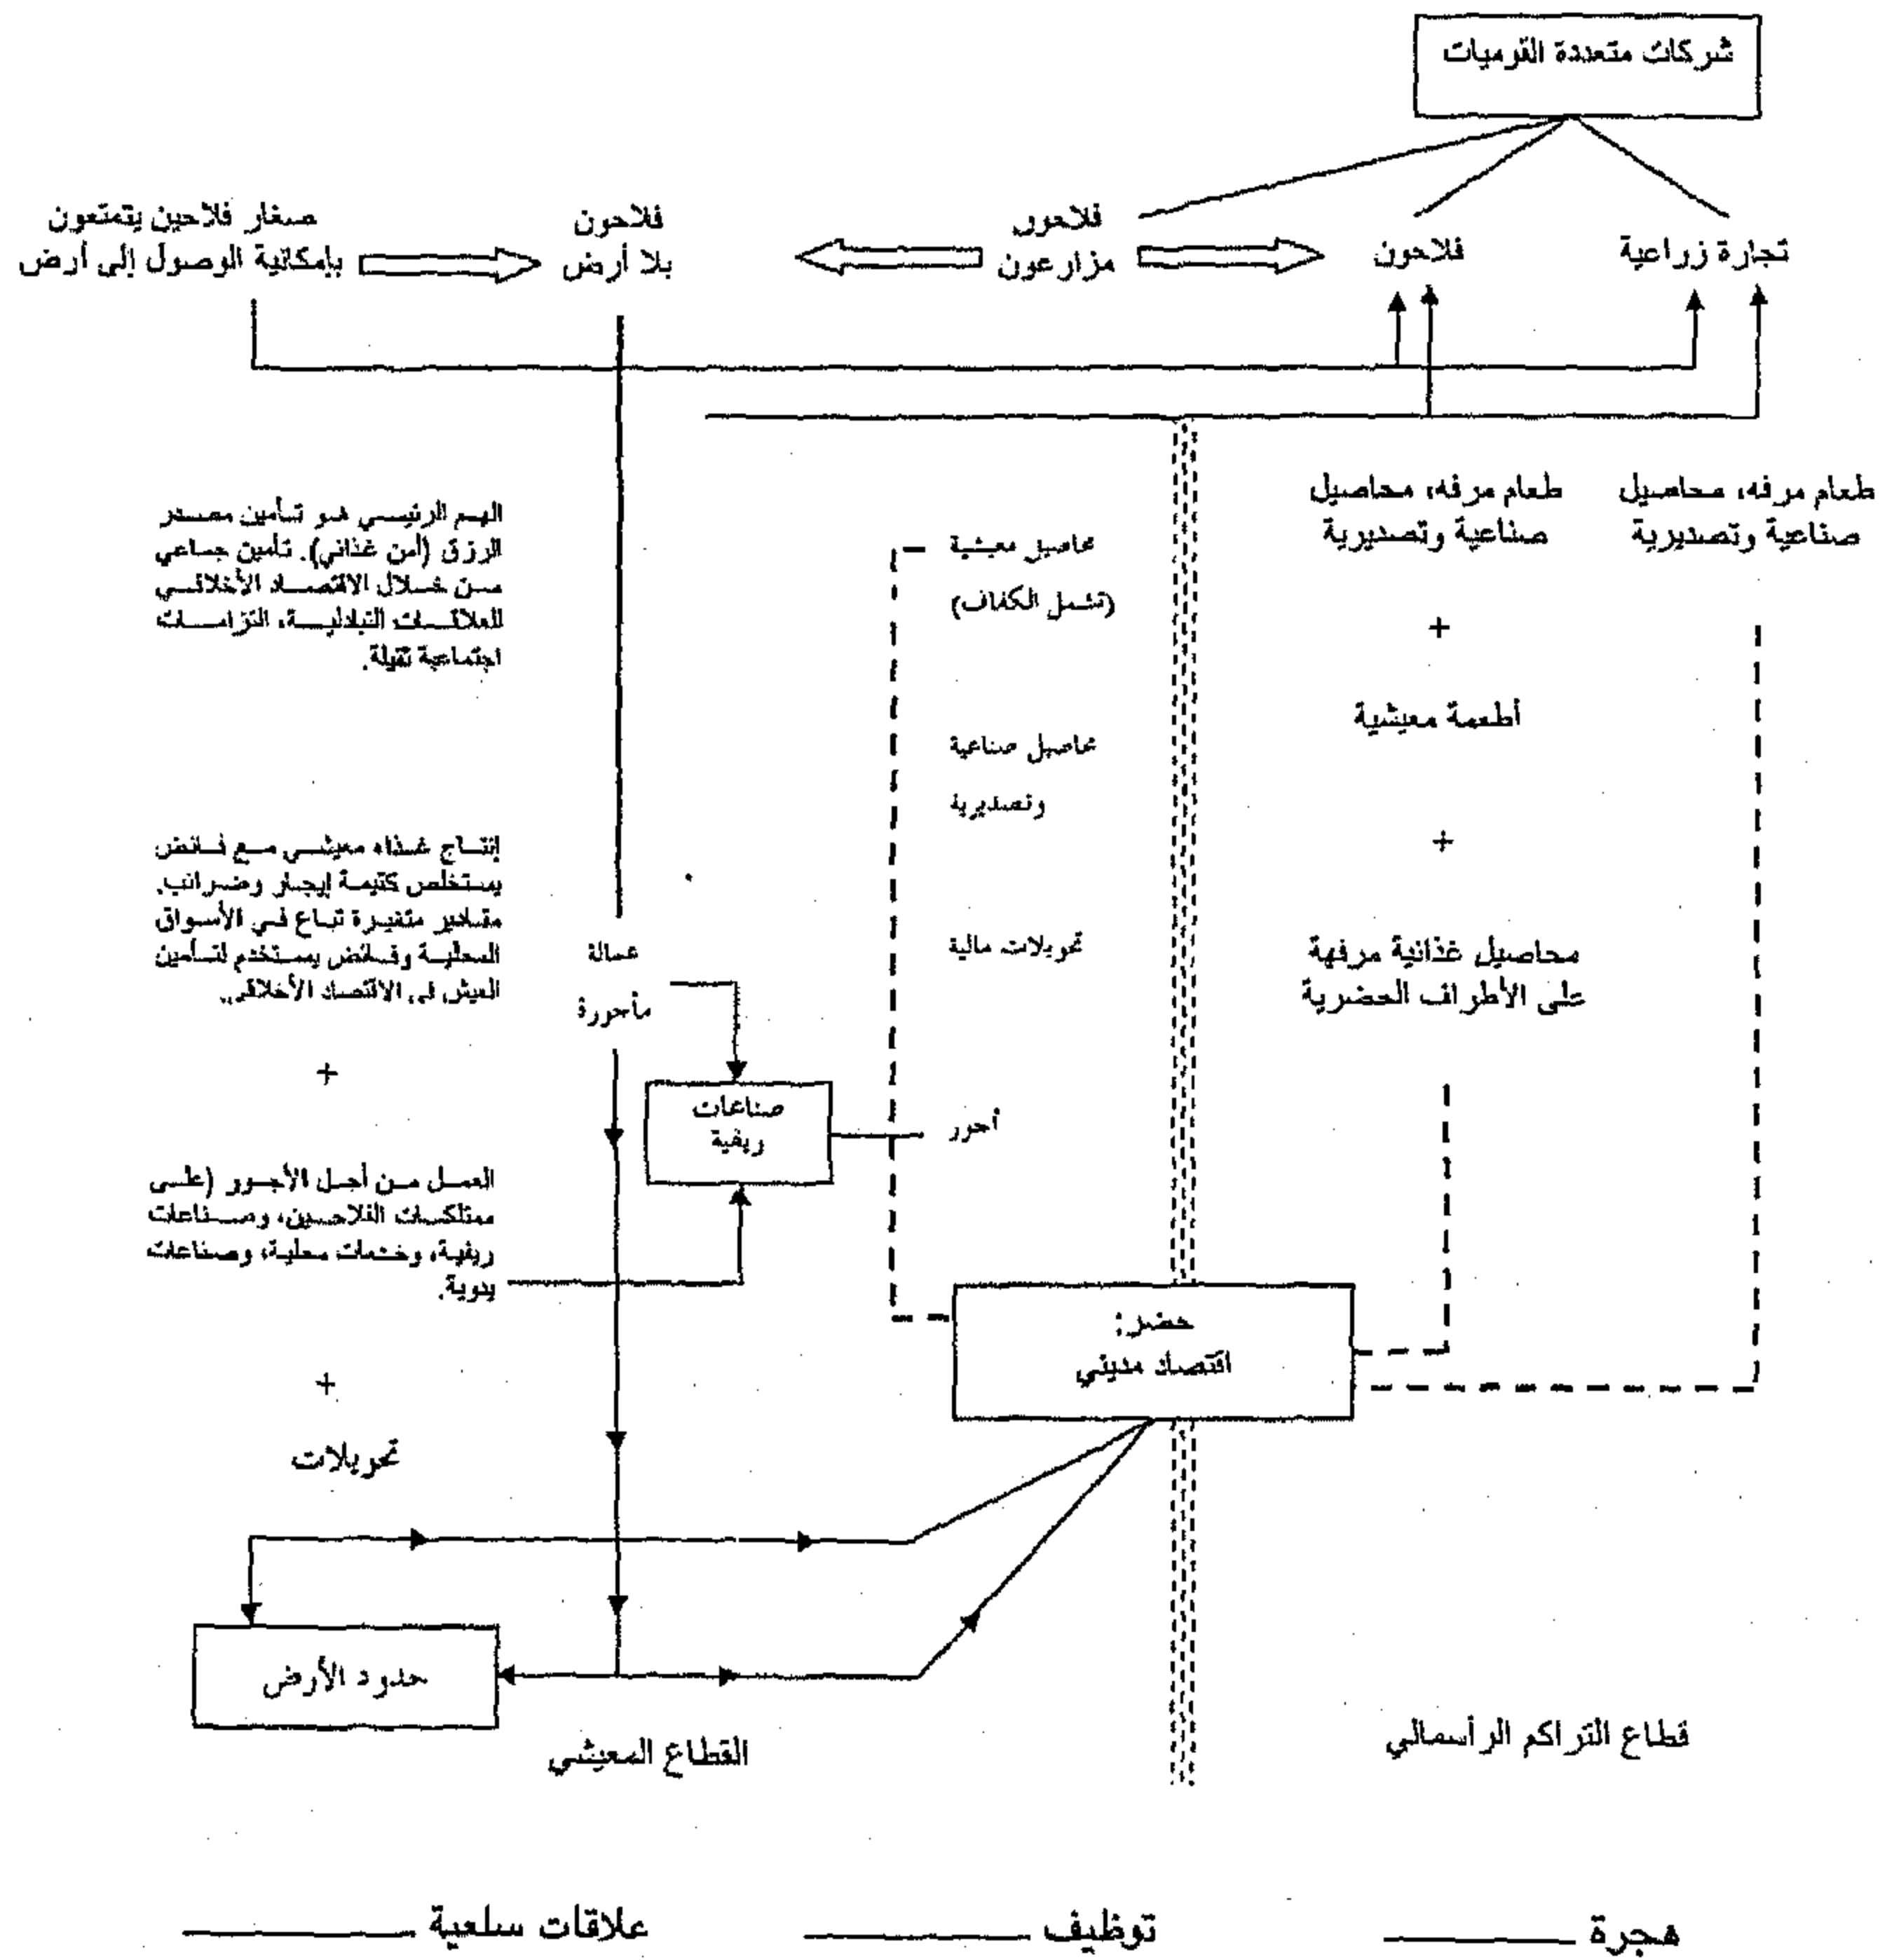 شركات متعددة القوميات
تجارة زراعية
فلاحون
فلاحون
مزارعون
فلاحون
بلا أرض
صغار فلاحين يتمتعون
بإمكانية الوصول إلى أرض
طعام مرفه، محاصيل
صناعية وتصديرية
طعام مرفه، محاصيل
صناعية وتصديرية
+
أطعمة معيشية
+
محاصيل غذائية مرفهة
على الأطراف الحضرية
محاصيل معيشية
(تشمل الكفاف)
محاصيل صناعية
وتصديرية
تحويلات مالية
أجور
عمالة
مأجورة
صناعات
ريفية
الهم الرئيسي هو تأمين مصدر
الرزق (أمن غذائي). تأمين جماعي
من خلال الاقتصاد الأخلاقي
للعلاقات التبادلية، التزامات
اجتماعية ثقيلة.
إنتاج غذاء معيشي مع فائض
يستخلص كقيمة إيجار وضرائب.
مقادير متغيرة تباع في الأسواق
المحلية وفائض يستخدم لتأمين
العيش في الاقتصاد الأخلاقي.
+
العمل من أجل الأجور (على
ممتلكات الفلاحين، وصناعات
ريفية، وخدمات محلية، وصناعات
يدوية.
+
تحويلات
حضر:
اقتصاد مديني
حدود الأرض
القطاع المعيشي
قطاع التراكم الرأسمالي
هجرة
توظيف
علاقات سلعية